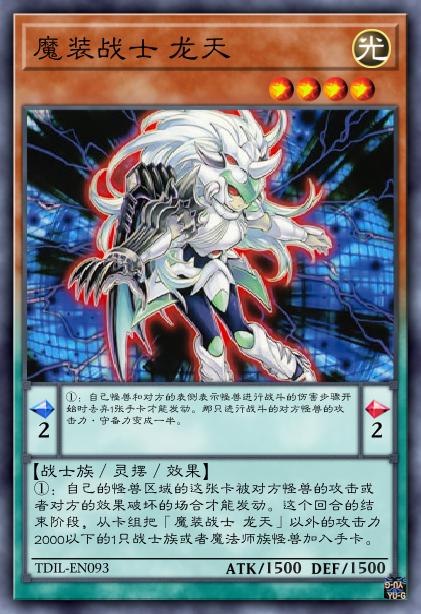 魔装战士 龙天
光
①：自己怪兽和对方的表侧表示怪兽进行战斗的伤害步骤开
始时丢弃1张手卡才能发动。那只进行战斗的对方怪兽的攻
击力·守备力变成一半。
2
2
【战士族／灵摆／效果】
①：自己的怪兽区域的这张卡被对方怪兽的攻击或
者对方的效果破坏的场合才能发动。这个回合的结
束阶段，从卡组把「魔装战士 龙天」以外的攻击力
2000以下的1只战士族或者魔法师族怪兽加入手卡。
TDIL-EN093
ATK/1500 DEF/1500